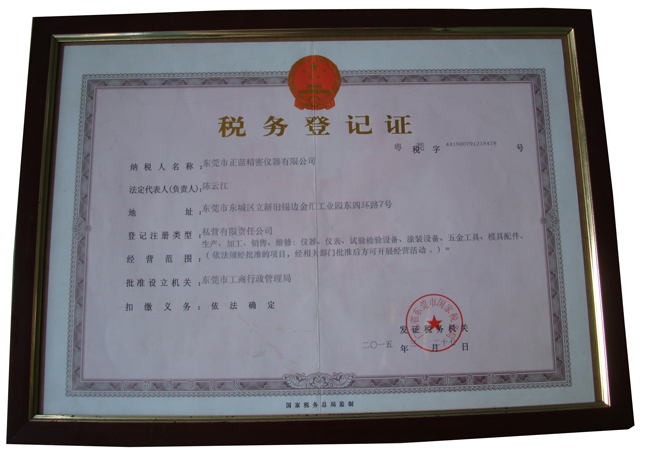 税务登记证
粤 莞 税 字 号
纳税人名称：东莞市正蓝精密仪器有限公司
法定代表人(负责人)：陈云江
地址：东莞市东城区立新旧锡边金汇工业园东四环路7号
登记注册类型：私营有限责任公司
生产、加工、销售、维修：仪器、仪表、试验检验设备、涂装设备、五金工具、模具配件。
经营范围：（依法须经批准的项目，经相关部门批准后方可开展经营活动。）*
批准设立机关：东莞市工商行政管理局
扣缴义务：依法确定
发证税务机关
二〇一五 年 月 日
国家税务总局监制